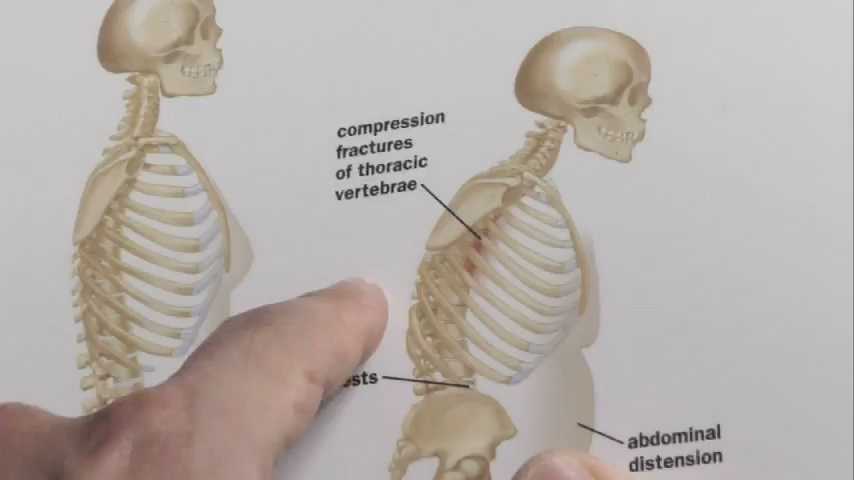 compression
fractures
of thoracic
vertebrae
abdominal
distension